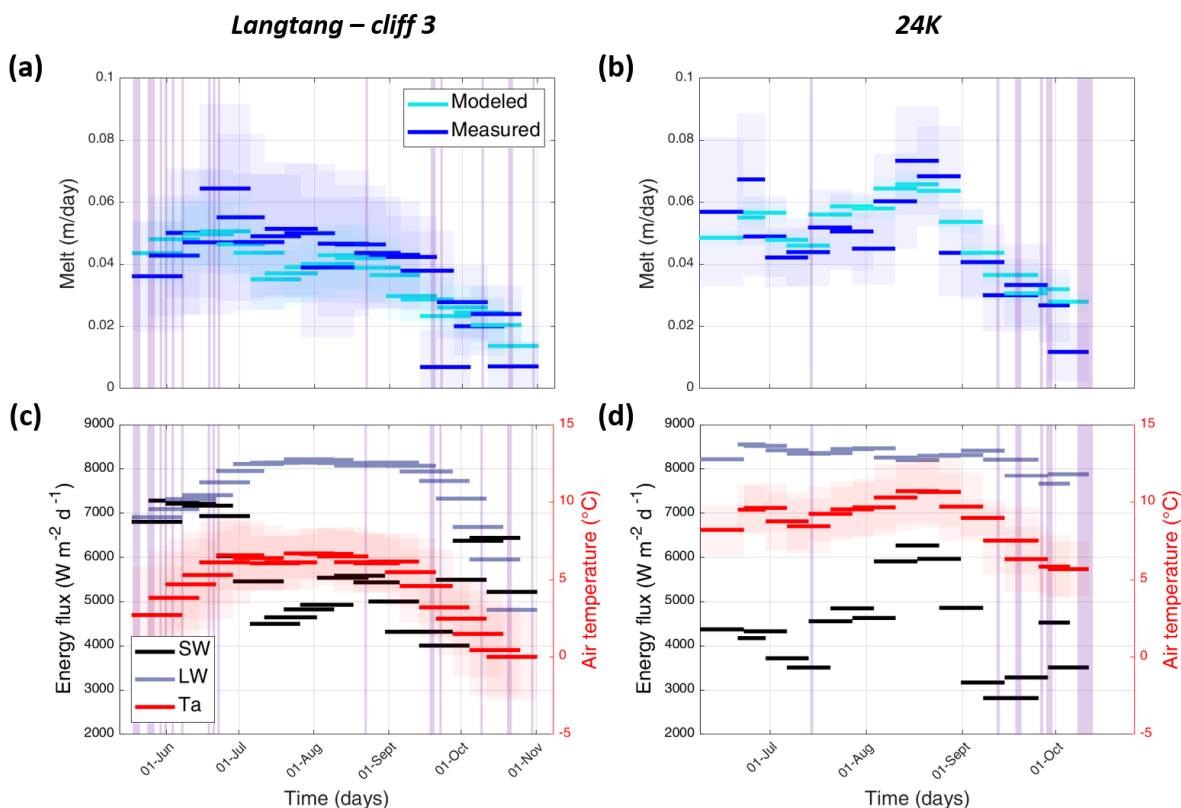 Langtang – cliff 3
24K
(a)
(b)
0.1
0.08
0.06
0.04
0.02
0
Melt (m/day)
Modeled
Measured
0.1
0.08
0.06
0.04
0.02
0
Melt (m/day)
(c)
(d)
9000
8000
7000
6000
5000
4000
3000
2000
Energy flux (W m-2 d-1)
SW
LW
Ta
15
10
5
0
-5
Air temperature (°C)
01-Jun
01-Jul
01-Aug
01-Sept
01-Oct
01-Nov
Time (days)
9000
8000
7000
6000
5000
4000
3000
2000
Energy flux (W m-2 d-1)
15
10
5
0
-5
Air temperature (°C)
01-Jul
01-Aug
01-Sept
01-Oct
Time (days)